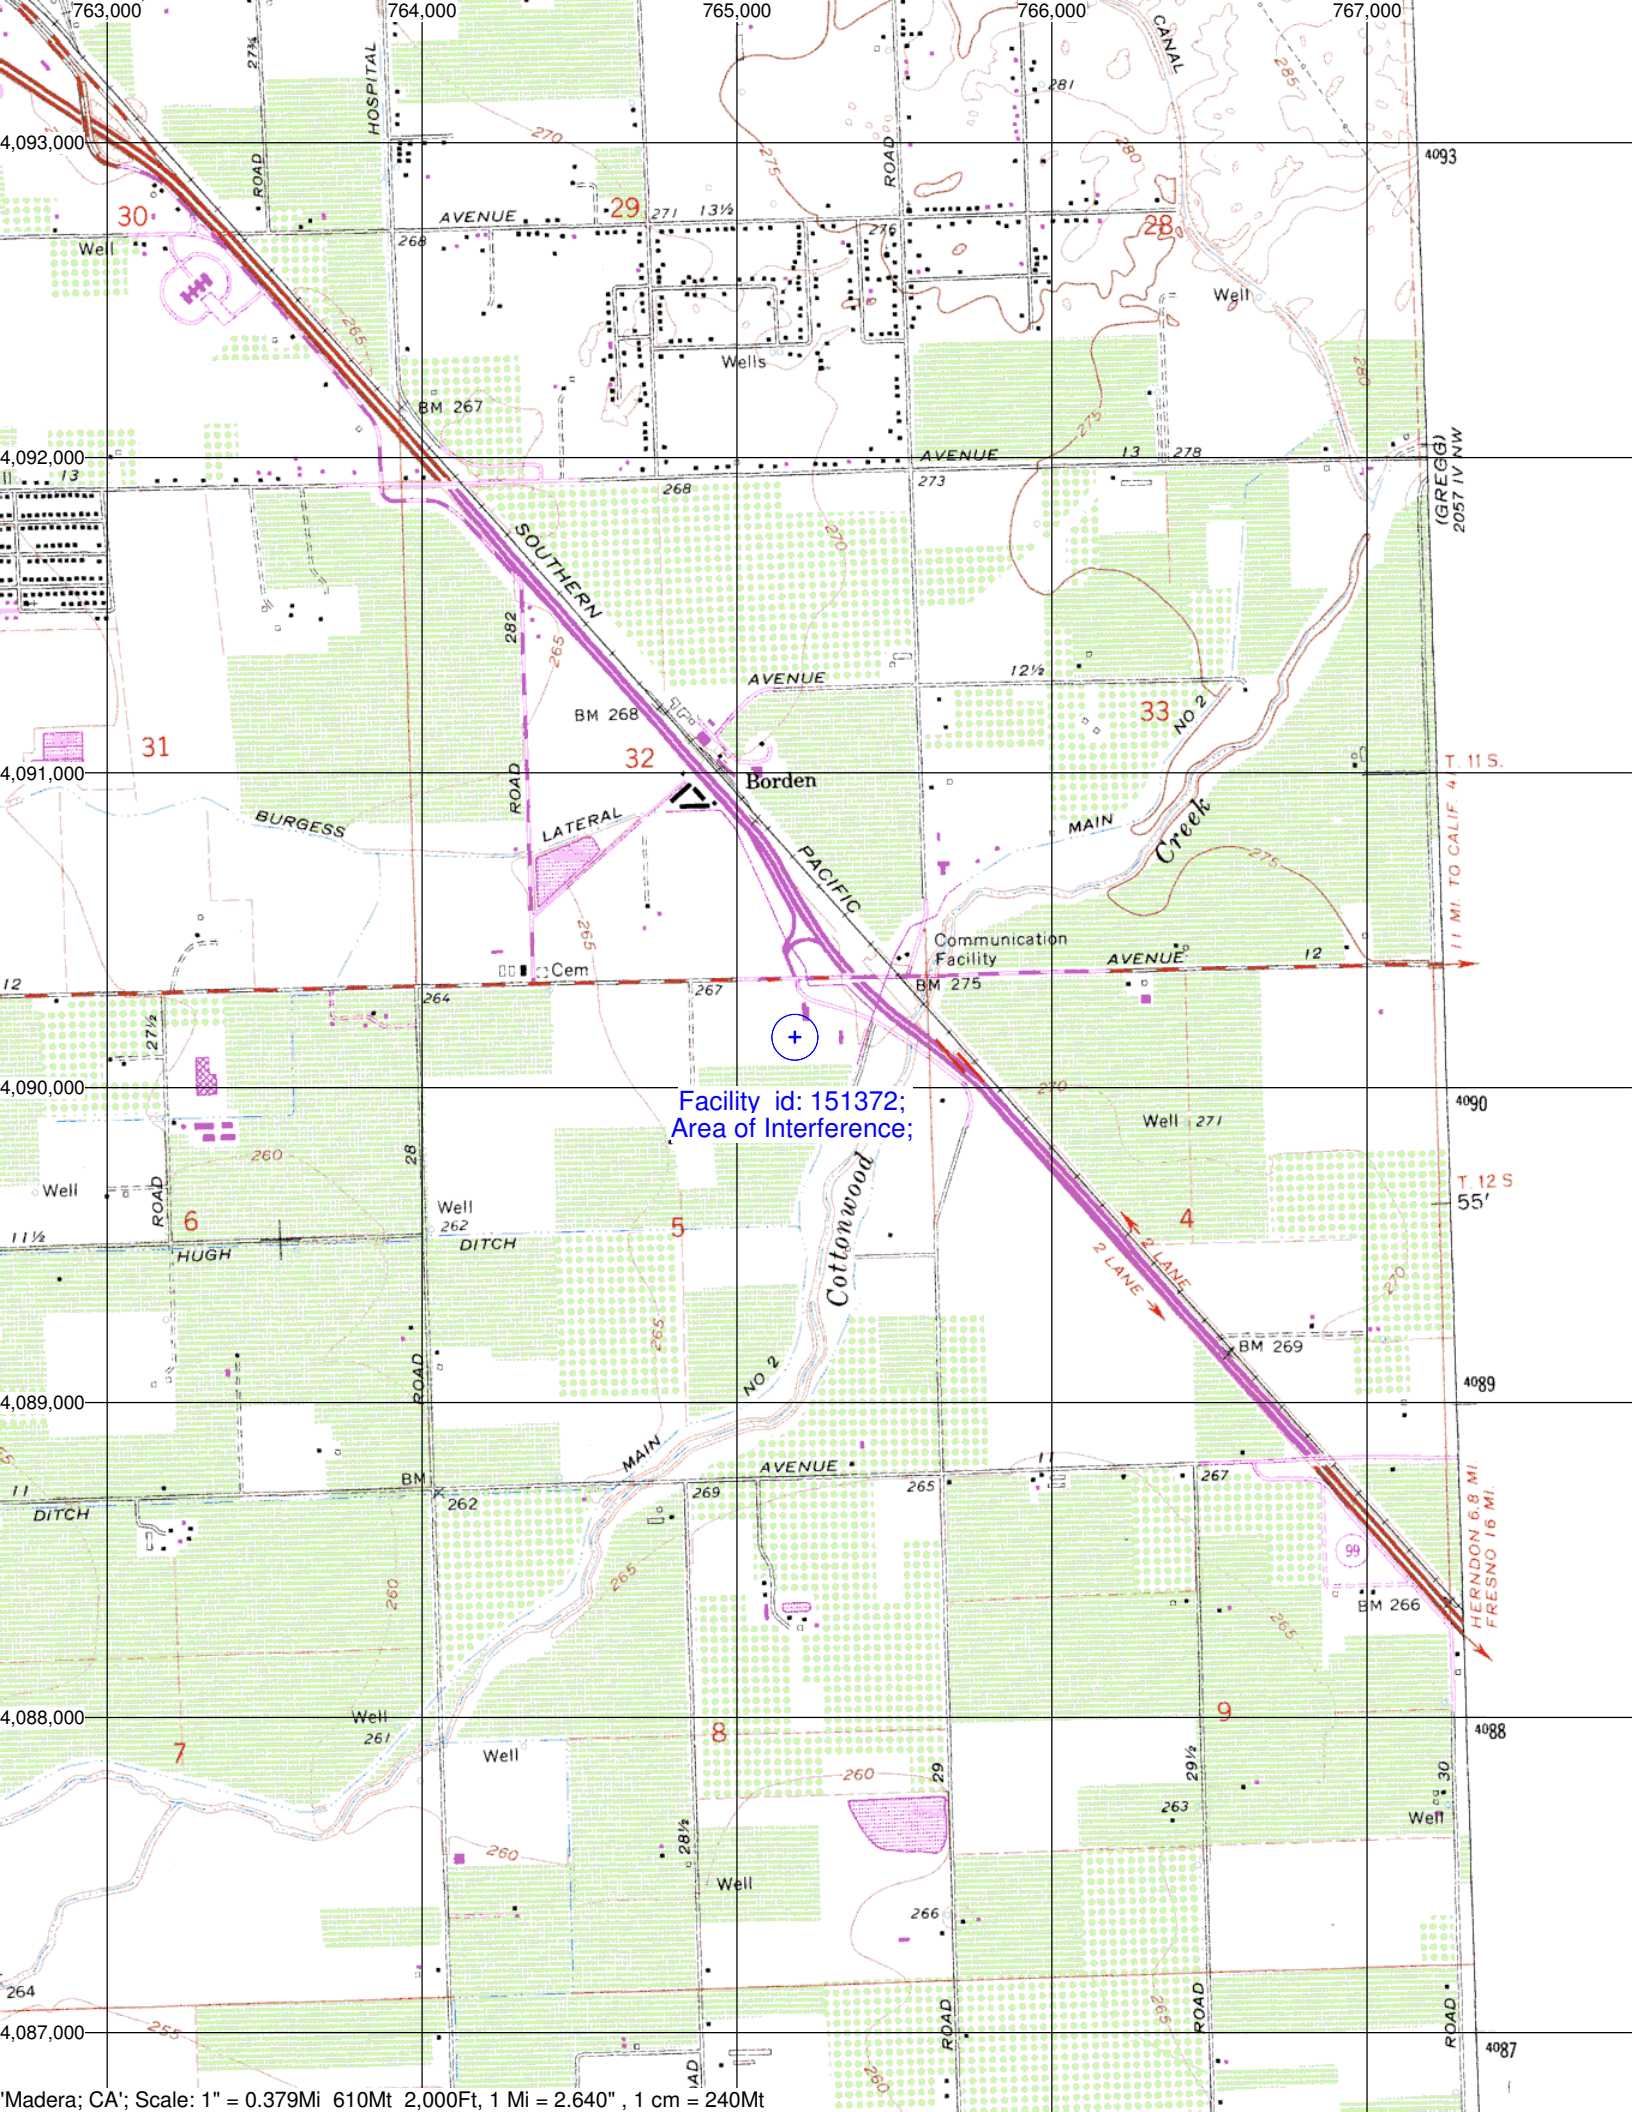 763,000 764,000 765,000 766,000 767,000
27¾
HOSPITAL
CANAL
285
281
270
275
280
4,093,000
4093
ROAD
ROAD
30
AVENUE
29
271
13½
28
268
276
Well
Well
265
Wells
280
BM 267
275
4,092,000
AVENUE
13
278
13
268
273
(GREGG)
2057 IV NW
SOUTHERN
270
282
265
AVENUE
12½
BM 268
33
NO 2
31
32
T. 11 S.
4,091,000
Borden
ROAD
BURGESS
LATERAL
MAIN
Creek
275
PACIFIC
11 MI. TO CALIF. 41
265
Communication
Facility
AVENUE
12
Cem
12
264
267
BM 275
27½
4,090,000
270
4090
Facility id: 151372;
Area of Interference;
Well
271
28
260
Cottonwood
Well
ROAD
T. 12 S
55'
Well
262
6
5
4
11½
HUGH
DITCH
2 LANE
2 LANE
270
265
BM 269
ROAD
NO 2
4089
4,089,000
MAIN
BM
AVENUE
11
267
11
262
269
265
DITCH
HERNDON 6.8 MI.
FRESNO 16 MI.
99
260
265
BM 266
265
4,088,000
Well
261
8
9
4088
7
Well
260
29
29½
30
263
Well
28½
260
Well
266
264
ROAD
ROAD
ROAD
265
255
4,087,000
4087
260
'Madera; CA'; Scale: 1" = 0.379Mi 610Mt 2,000Ft, 1 Mi = 2.640" , 1 cm = 240Mt